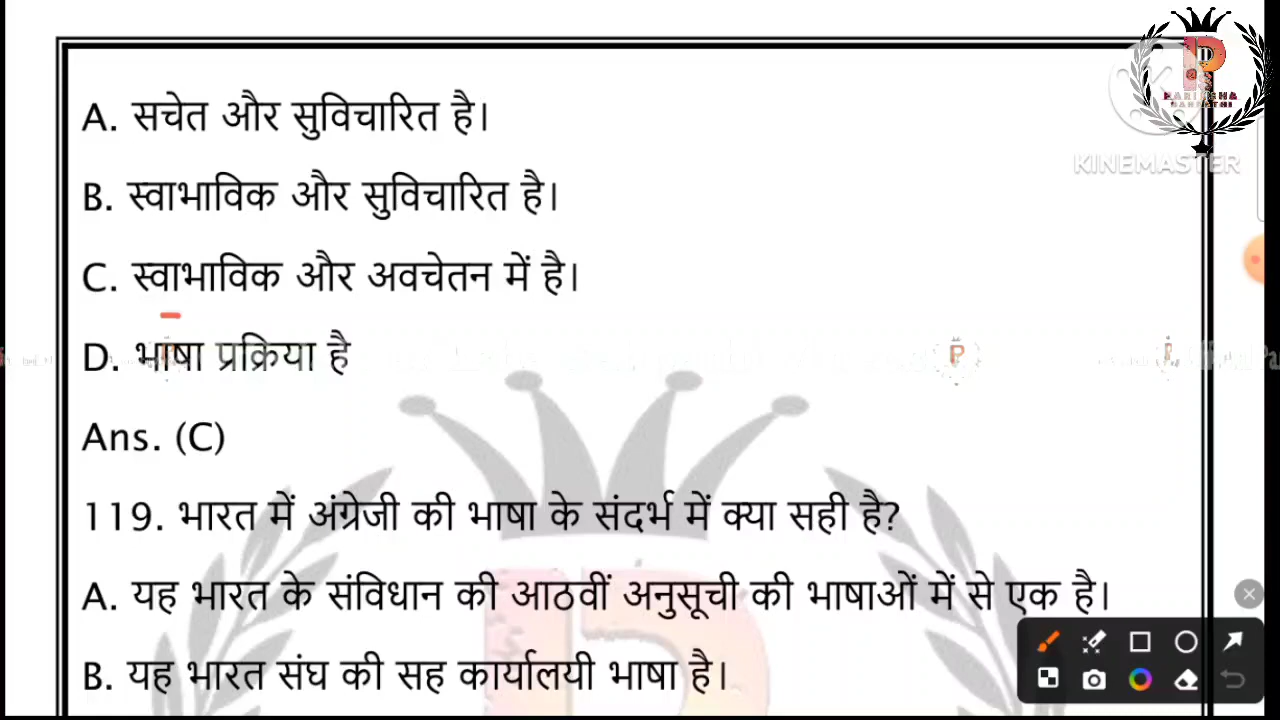 A. सचेत और सुविचारित है।
B. स्वाभाविक और सुविचारित है।
C. स्वाभाविक और अवचेतन में है।
D. भाषा प्रक्रिया है
Ans. (C)
119. भारत में अंग्रेजी की भाषा के संदर्भ में क्या सही है?
A. यह भारत के संविधान की आठवीं अनुसूची की भाषाओं में से एक है।
B. यह भारत संघ की सह कार्यालयी भाषा है।
KINEMASTER